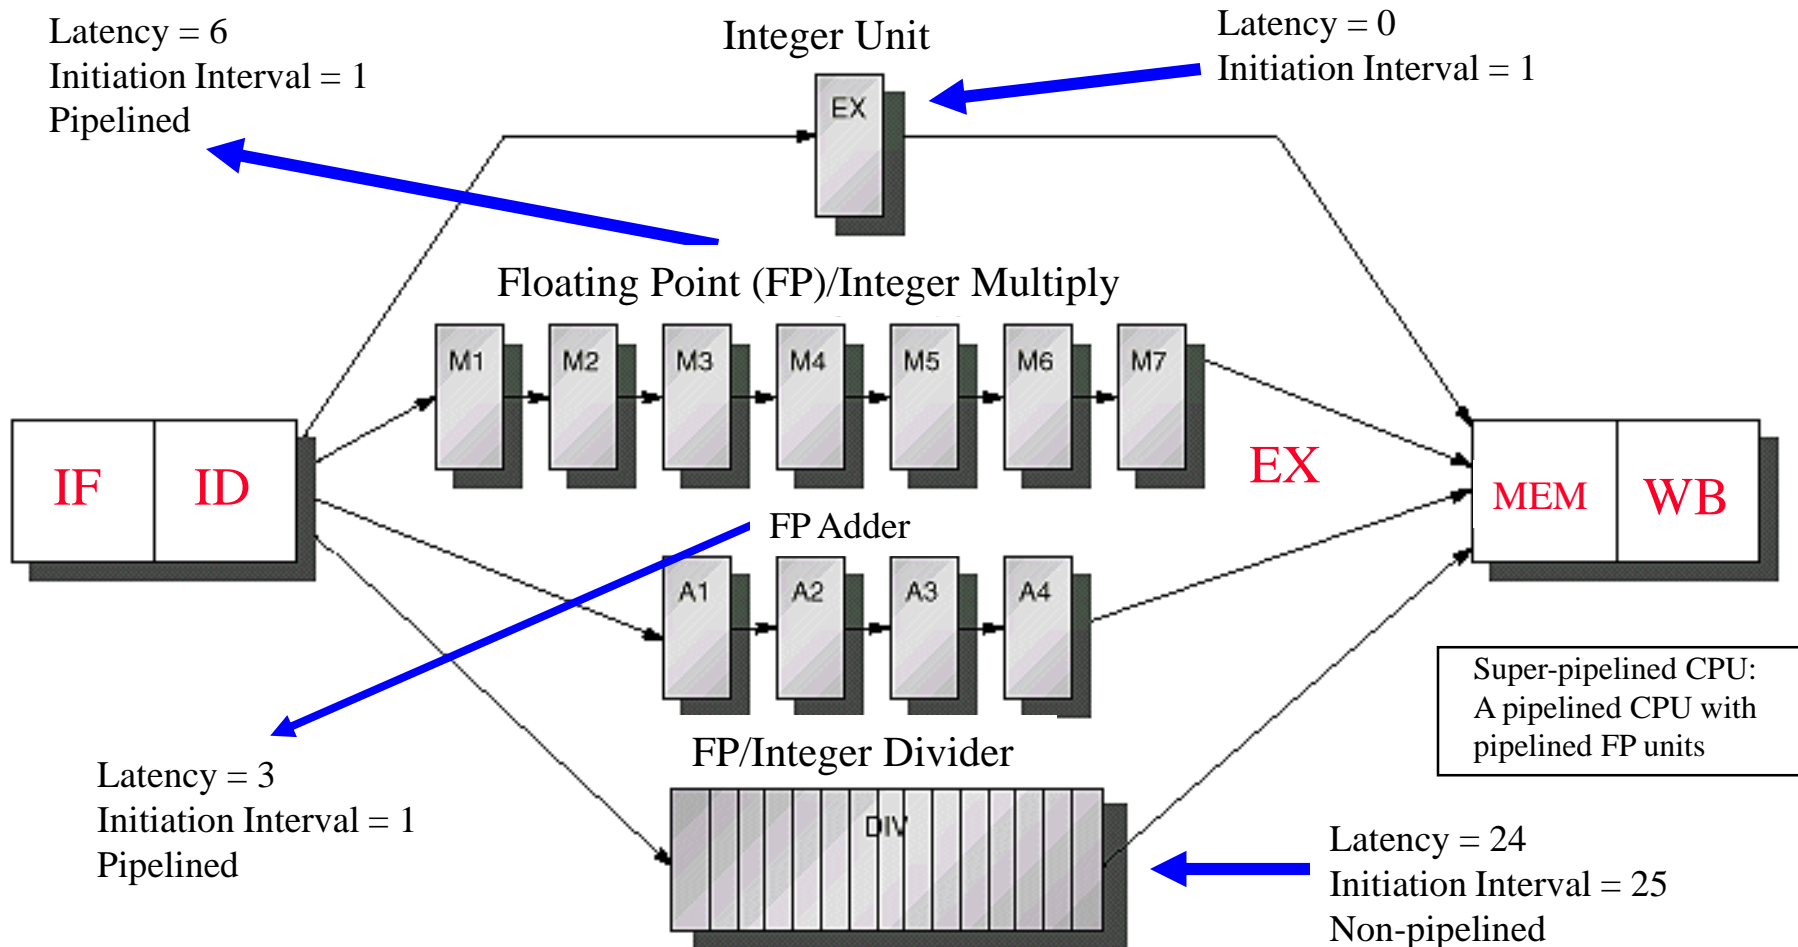 Latency = 6
Initiation Interval = 1
Pipelined
Integer Unit
Latency = 0
Initiation Interval = 1
EX
Floating Point (FP)/Integer Multiply
M1 M2 M3 M4 M5 M6 M7
IF ID
EX
MEM WB
FP Adder
A1 A2 A3 A4
Super-pipelined CPU:
A pipelined CPU with
pipelined FP units
FP/Integer Divider
DIV
Latency = 3
Initiation Interval = 1
Pipelined
Latency = 24
Initiation Interval = 25
Non-pipelined